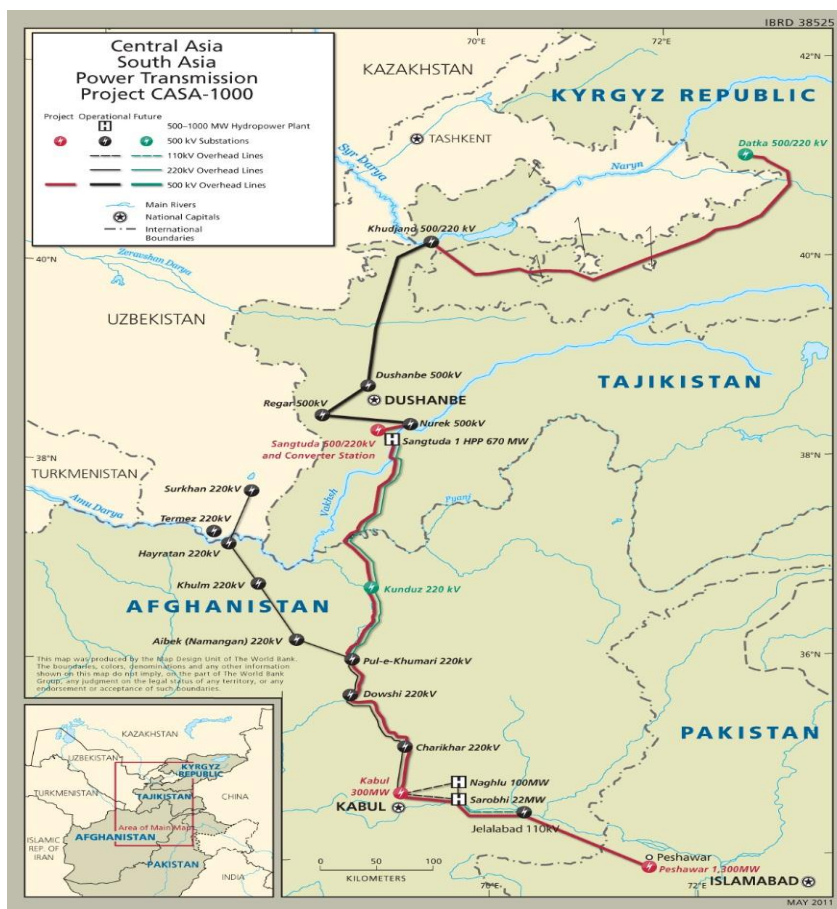 IBRD 38525
Central Asia
South Asia
Power Transmission
Project CASA-1000
Project Operational Future
H 500–1000 MW Hydropower Plant
500 kV Substations
110kV Overhead Lines
220kV Overhead Lines
500 kV Overhead Lines
Main Rivers
National Capitals
International
Boundaries
70°E
72°E
42°N
KAZAKHSTAN
KYRGYZ REPUBLIC
TASHKENT
Syr Darya
Naryn
Datka 500/220 kV
Khudjand 500/220 kV
40°N
40°N
Zeravshan Darya
UZBEKISTAN
Dushanbe 500kV
TAJIKISTAN
DUSHANBE
Regar 500kV
Nurek 500kV
Sangtuda 500/220kV
and Converter Station
H Sangtuda 1 HPP 670 MW
38°N
38°N
TURKMENISTAN
Surkhan 220kV
Vakhsh
Pyanj
Amu Darya
Termez 220kV
Hayratan 220kV
Khulm 220kV
Kunduz 220 kV
AFGHANISTAN
Aibek (Namangan) 220kV
36°N
This map was produced by the Map Design Unit of The World Bank.
The boundaries, colors, denominations and any other information
shown on this map do not imply, on the part of The World Bank
Group, any judgment on the legal status of any territory, or any
endorsement or acceptance of such boundaries.
Pul-e-Khumari 220kV
Dowshi 220kV
PAKISTAN
Charikhar 220kV
Kabul
300MW
H Naghlu 100MW
H Sarobhi 22MW
KABUL
Jelalabad 110kV
Peshawar
Peshawar 1,300MW
ISLAMABAD
0 50 100
KILOMETERS
70°E
72°E
KAZAKHSTAN
UZBEKISTAN
KYRGYZ
REPUBLIC
TURKMENISTAN
TAJIKISTAN
CHINA
Area of Main Map
AFGHANISTAN
ISLAMIC
REP. OF
IRAN
PAKISTAN
INDIA
MAY 2011